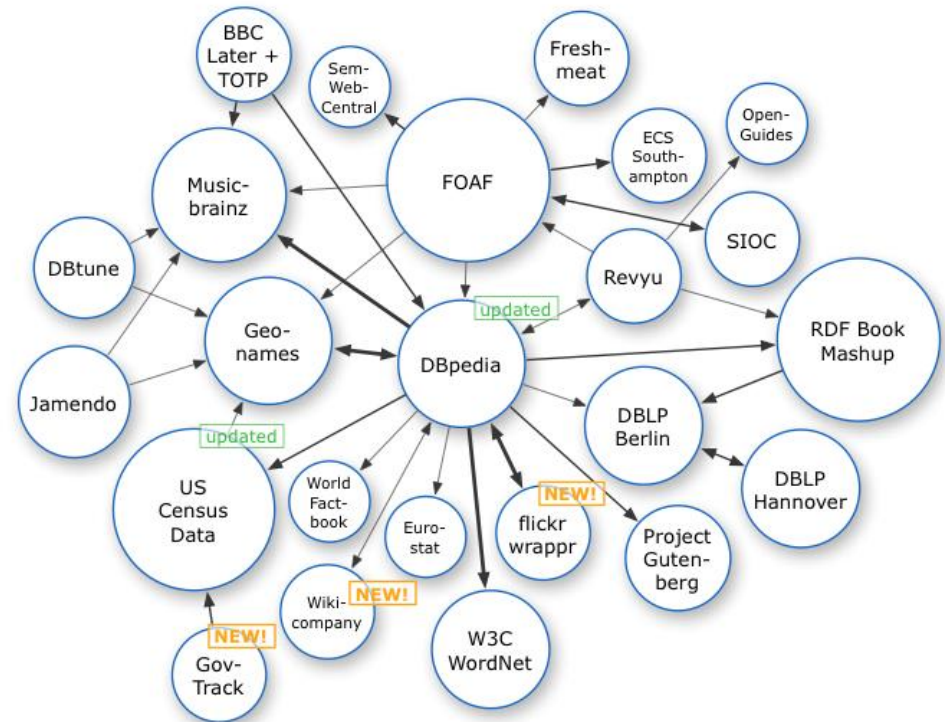 BBC
Later +
TOTP
Sem-
Web-
Central
Fresh-
meat
Open-
Guides
ECS
South-
ampton
FOAF
Music-
brainz
SIOC
DBtune
Revyu
updated
Geo-
names
DBpedia
RDF Book
Mashup
Jamendo
DBLP
Berlin
updated
US
Census
Data
World
Fact-
book
Euro-
stat
NEW!
flickr
wrappr
DBLP
Hannover
Project
Guten-
berg
NEW!
Wiki-
company
NEW!
Gov-
Track
W3C
WordNet